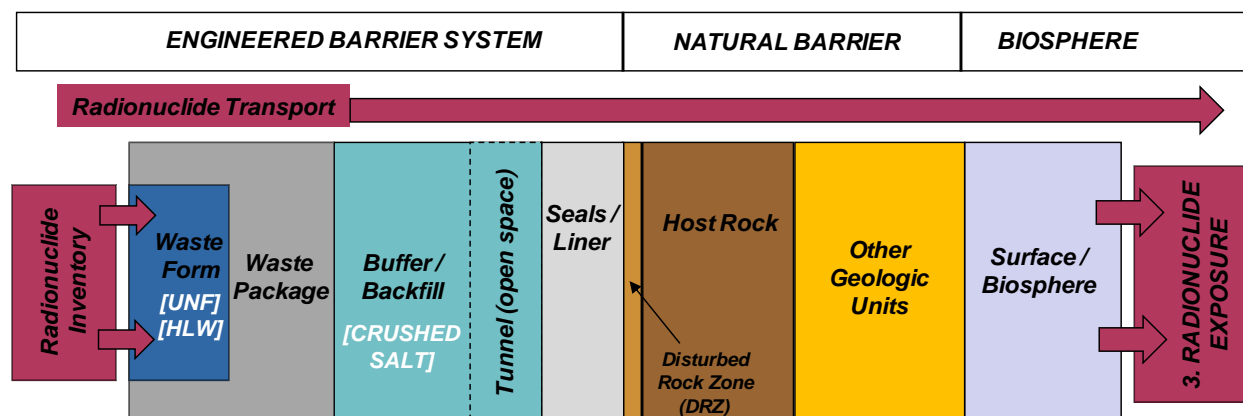 ENGINEERED BARRIER SYSTEM
NATURAL BARRIER
BIOSPHERE
Radionuclide Transport
Radionuclide
Inventory
Waste
Form
[UNF]
[HLW]
Waste
Package
Buffer /
Backfill
[CRUSHED
SALT]
Tunnel (open space)
Seals /
Liner
Host Rock
Disturbed
Rock Zone
(DRZ)
Other
Geologic
Units
Surface /
Biosphere
3. RADIONUCLIDE
EXPOSURE